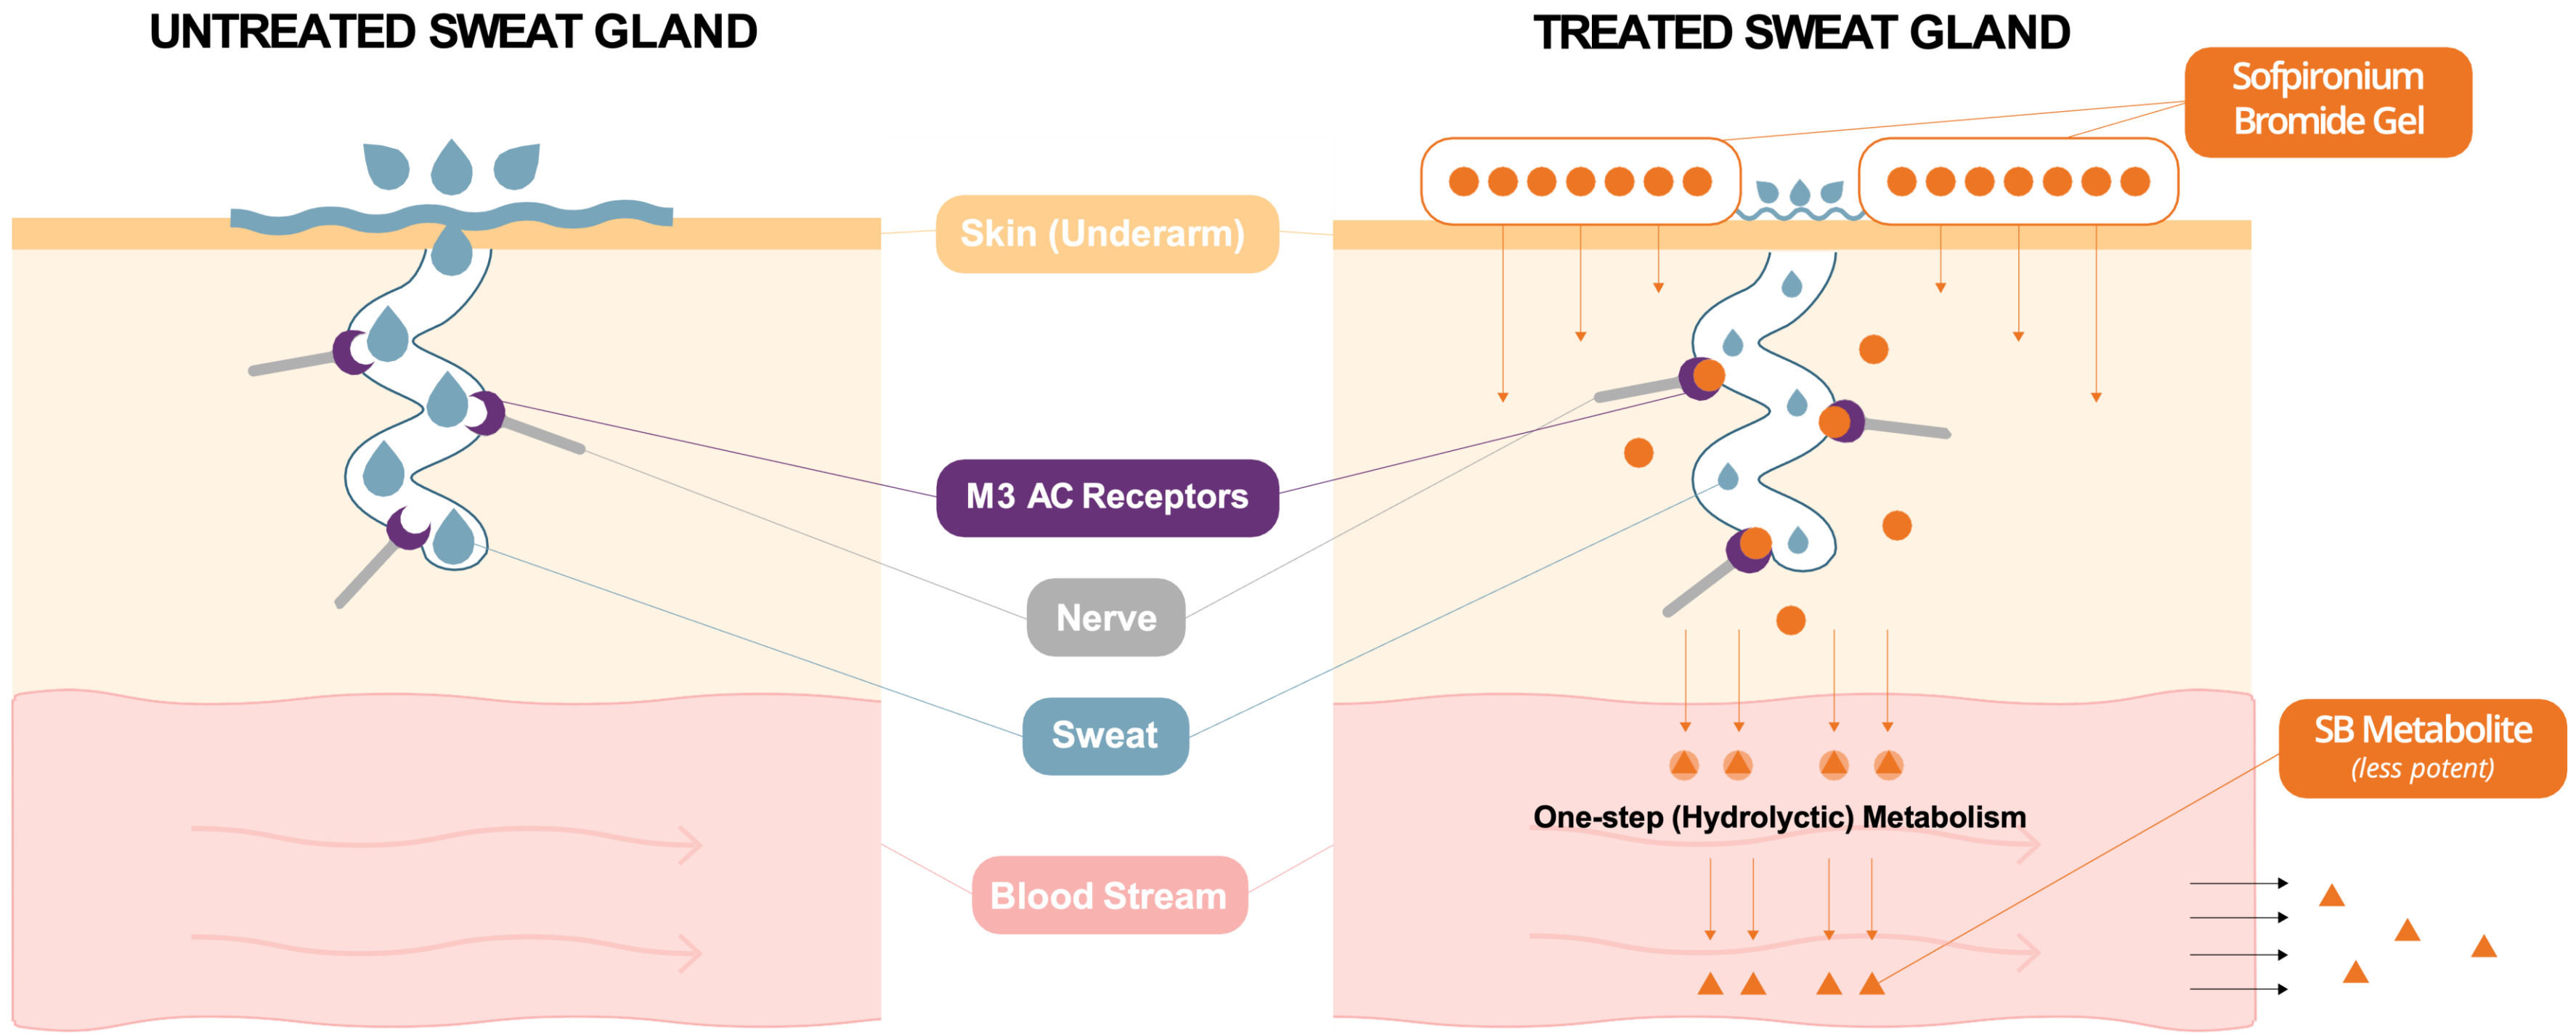 UNTREATED SWEAT GLAND
TREATED SWEAT GLAND
Sofpironium
Bromide Gel
Skin (Underarm)
M3 AC Receptors
Nerve
Sweat
Blood Stream
One-step (Hydrolyctic) Metabolism
SB Metabolite
(less potent)